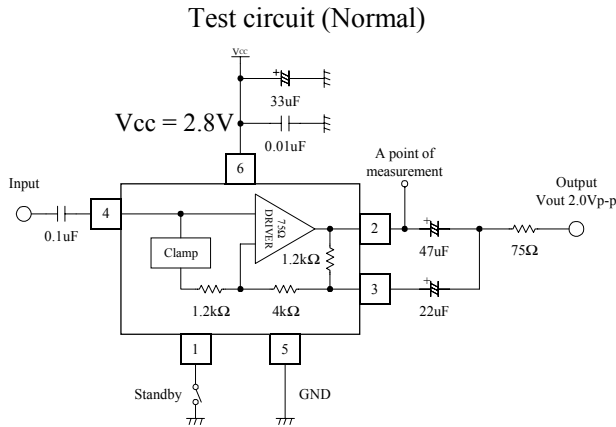 Test circuit (Normal)
Vcc
+
33uF
Vcc = 2.8V
0.01uF
6
A point of
measurement
Input
4
0.1uF
75Ω
DRIVER
Clamp
1.2kΩ
1.2kΩ
4kΩ
2
+
47uF
75Ω
Output
Vout 2.0Vp-p
3
+
22uF
1
5
Standby
GND